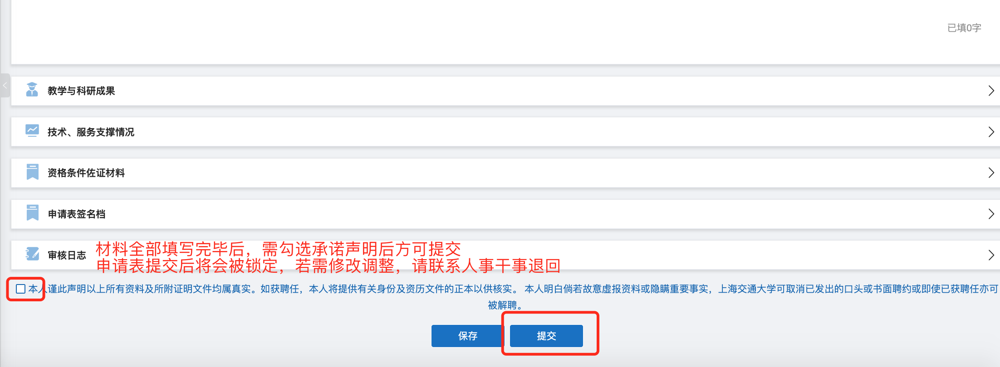 已填0字
教学与科研成果
技术、服务支撑情况
资格条件佐证材料
申请表签名档
审核日志
材料全部填写完毕后，需勾选承诺声明后方可提交
申请表提交后将会被锁定，若需修改调整，请联系人事干事退回
本人谨此声明以上所有资料及所附证明文件均属真实。如获聘任，本人将提供有关身份及资历文件的正本以供核实。 本人明白倘若故意虚报资料或隐瞒重要事实，上海交通大学可取消已发出的口头或书面聘约或即使已获聘任亦可
被解聘。
保存
提交